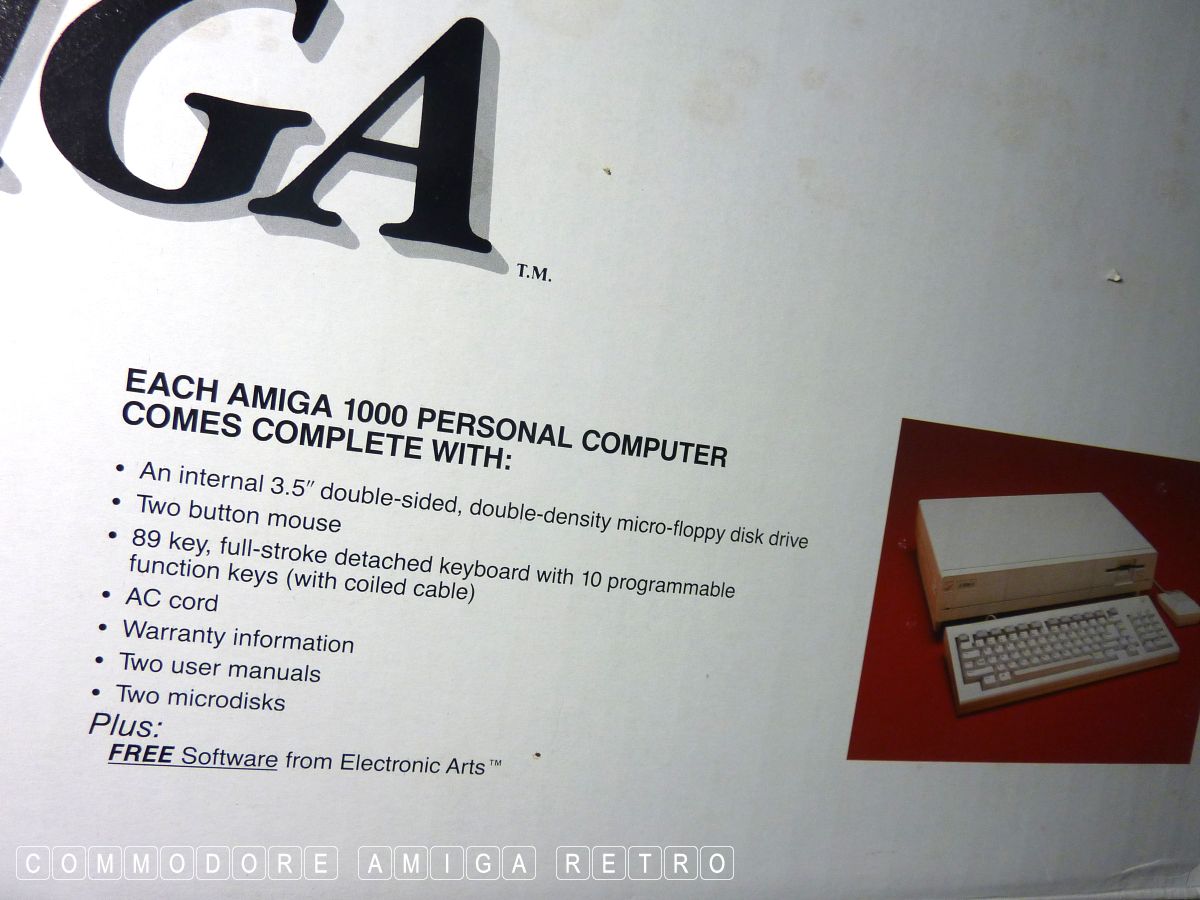 IGA
T.M.
EACH AMIGA 1000 PERSONAL COMPUTER
COMES COMPLETE WITH:
• An internal 3.5″ double-sided, double-density micro-floppy disk drive
• Two button mouse
• 89 key, full-stroke detached keyboard with 10 programmable
function keys (with coiled cable)
• AC cord
• Warranty information
• Two user manuals
• Two microdisks
Plus:
FREE Software from Electronic Arts™
COMMODORE AMIGA RETRO